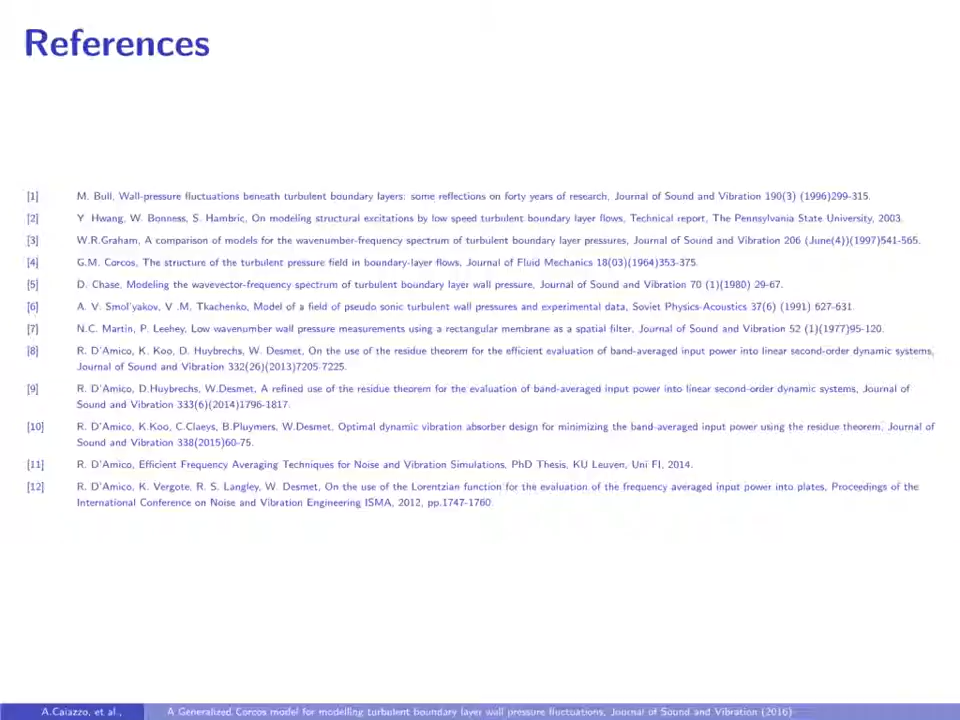 References
[1] M. Bull, Wall-pressure fluctuations beneath turbulent boundary layers: some reflections on forty years of research, Journal of Sound and Vibration 190(3) (1996)299-315.
[2] Y. Hwang, W. Bonness, S. Hambric, On modeling structural excitations by low speed turbulent boundary layer flows, Technical report, The Pennsylvania State University, 2003.
[3] W.R.Graham, A comparison of models for the wavenumber-frequency spectrum of turbulent boundary layer pressures, Journal of Sound and Vibration 206 (June(4))(1997)541-565.
[4] G.M. Corcos, The structure of the turbulent pressure field in boundary-layer flows, Journal of Fluid Mechanics 18(03)(1964)353-375.
[5] D. Chase, Modeling the wavevector-frequency spectrum of turbulent boundary layer wall pressure, Journal of Sound and Vibration 70 (1)(1980) 29-67.
[6] A. V. Smol'yakov, V .M. Tkachenko, Model of a field of pseudo sonic turbulent wall pressures and experimental data, Soviet Physics-Acoustics 37(6) (1991) 627-631.
[7] N.C. Martin, P. Leehey, Low wavenumber wall pressure measurements using a rectangular membrane as a spatial filter, Journal of Sound and Vibration 52 (1)(1977)95-120.
[8] R. D'Amico, K. Koo, D. Huybrechs, W. Desmet, On the use of the residue theorem for the efficient evaluation of band-averaged input power into linear second-order dynamic systems,
Journal of Sound and Vibration 332(26)(2013)7205-7225.
[9] R. D'Amico, D.Huybrechs, W.Desmet, A refined use of the residue theorem for the evaluation of band-averaged input power into linear second-order dynamic systems, Journal of
Sound and Vibration 333(6)(2014)1796-1817.
[10] R. D'Amico, K.Koo, C.Claeys, B.Pluymers, W.Desmet, Optimal dynamic vibration absorber design for minimizing the band-averaged input power using the residue theorem, Journal of
Sound and Vibration 338(2015)60-75.
[11] R. D'Amico, Efficient Frequency Averaging Techniques for Noise and Vibration Simulations, PhD Thesis, KU Leuven, Uni FI, 2014.
[12] R. D'Amico, K. Vergote, R. S. Langley, W. Desmet, On the use of the Lorentzian function for the evaluation of the frequency averaged input power into plates, Proceedings of the
International Conference on Noise and Vibration Engineering ISMA, 2012, pp.1747-1760.
A.Caiazzo, et al., A Generalized Corcos model for modelling turbulent boundary layer wall pressure fluctuations, Journal of Sound and Vibration (2016)